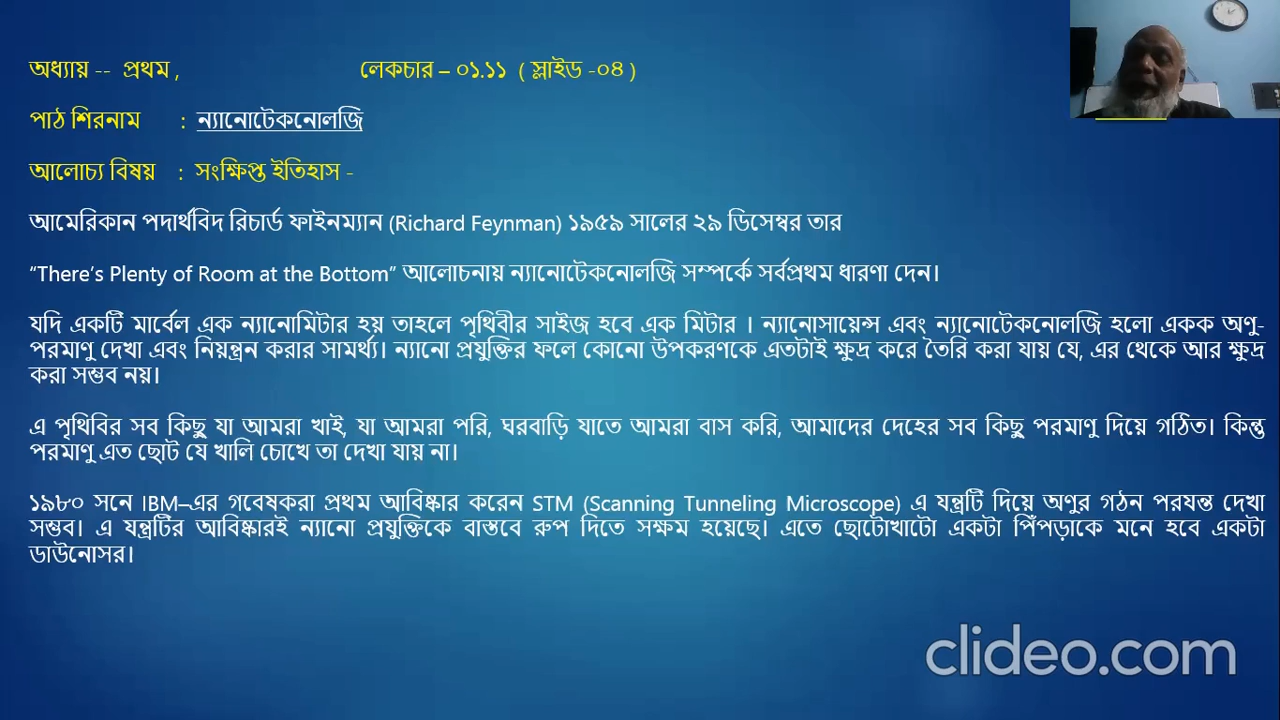 অধ্যায় -- প্রথম , লেকচার – ০১.১১ ( স্লাইড -০৪ )
পাঠ শিরনাম : ন্যানোটেকনোলজি
আলোচ্য বিষয় : সংক্ষিপ্ত ইতিহাস -
আমেরিকান পদার্থবিদ রিচার্ড ফাইনম্যান (Richard Feynman) ১৯৫৯ সালের ২৯ ডিসেম্বর তার
“There’s Plenty of Room at the Bottom” আলোচনায় ন্যানোটেকনোলজি সম্পর্কে সর্বপ্রথম ধারণা দেন।
যদি একটি মার্বেল এক ন্যানোমিটার হয় তাহলে পৃথিবীর সাইজ হবে এক মিটার । ন্যানোসায়েন্স এবং ন্যানোটেকনোলজি হলো একক অণু-
পরমাণু দেখা এবং নিয়ন্ত্রন করার সামর্থ্য। ন্যানো প্রযুক্তির ফলে কোনো উপকরণকে এতটাই ক্ষুদ্র করে তৈরি করা যায় যে, এর থেকে আর ক্ষুদ্র
করা সম্ভব নয়।
এ পৃথিবির সব কিছু যা আমরা খাই, যা আমরা পরি, ঘরবাড়ি যাতে আমরা বাস করি, আমাদের দেহের সব কিছু পরমাণু দিয়ে গঠিত। কিন্তু
পরমাণু এত ছোট যে খালি চোখে তা দেখা যায় না।
১৯৮০ সনে IBM–এর গবেষকরা প্রথম আবিষ্কার করেন STM (Scanning Tunneling Microscope) এ যন্ত্রটি দিয়ে অণুর গঠন পরযন্ত দেখা
সম্ভব। এ যন্ত্রটির আবিষ্কারই ন্যানো প্রযুক্তিকে বাস্তবে রুপ দিতে সক্ষম হয়েছে। এতে ছোটোখাটো একটা পিঁপড়াকে মনে হবে একটা
ডাউনোসর।
clideo.com